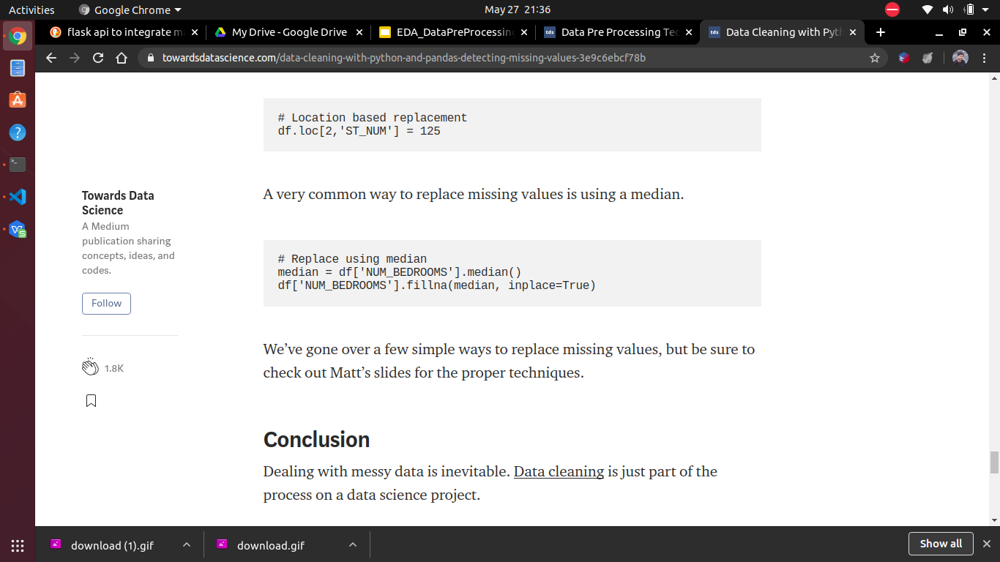 Activities
Google Chrome
May 27 21:36
flask api to integrate m
My Drive - Google Drive
EDA_DataPreProcessing
Data Pre Processing Tec
Data Cleaning with Pyth
towardsdatascience.com/data-cleaning-with-python-and-pandas-detecting-missing-values-3e9c6ebcf78b
# Location based replacement
df.loc[2,'ST_NUM'] = 125
Towards Data
Science
A Medium
publication sharing
concepts, ideas, and
codes.
Follow
1.8K
A very common way to replace missing values is using a median.
# Replace using median
median = df['NUM_BEDROOMS'].median()
df['NUM_BEDROOMS'].fillna(median, inplace=True)
We’ve gone over a few simple ways to replace missing values, but be sure to
check out Matt’s slides for the proper techniques.
Conclusion
Dealing with messy data is inevitable. Data cleaning is just part of the
process on a data science project.
download (1).gif
download.gif
Show all